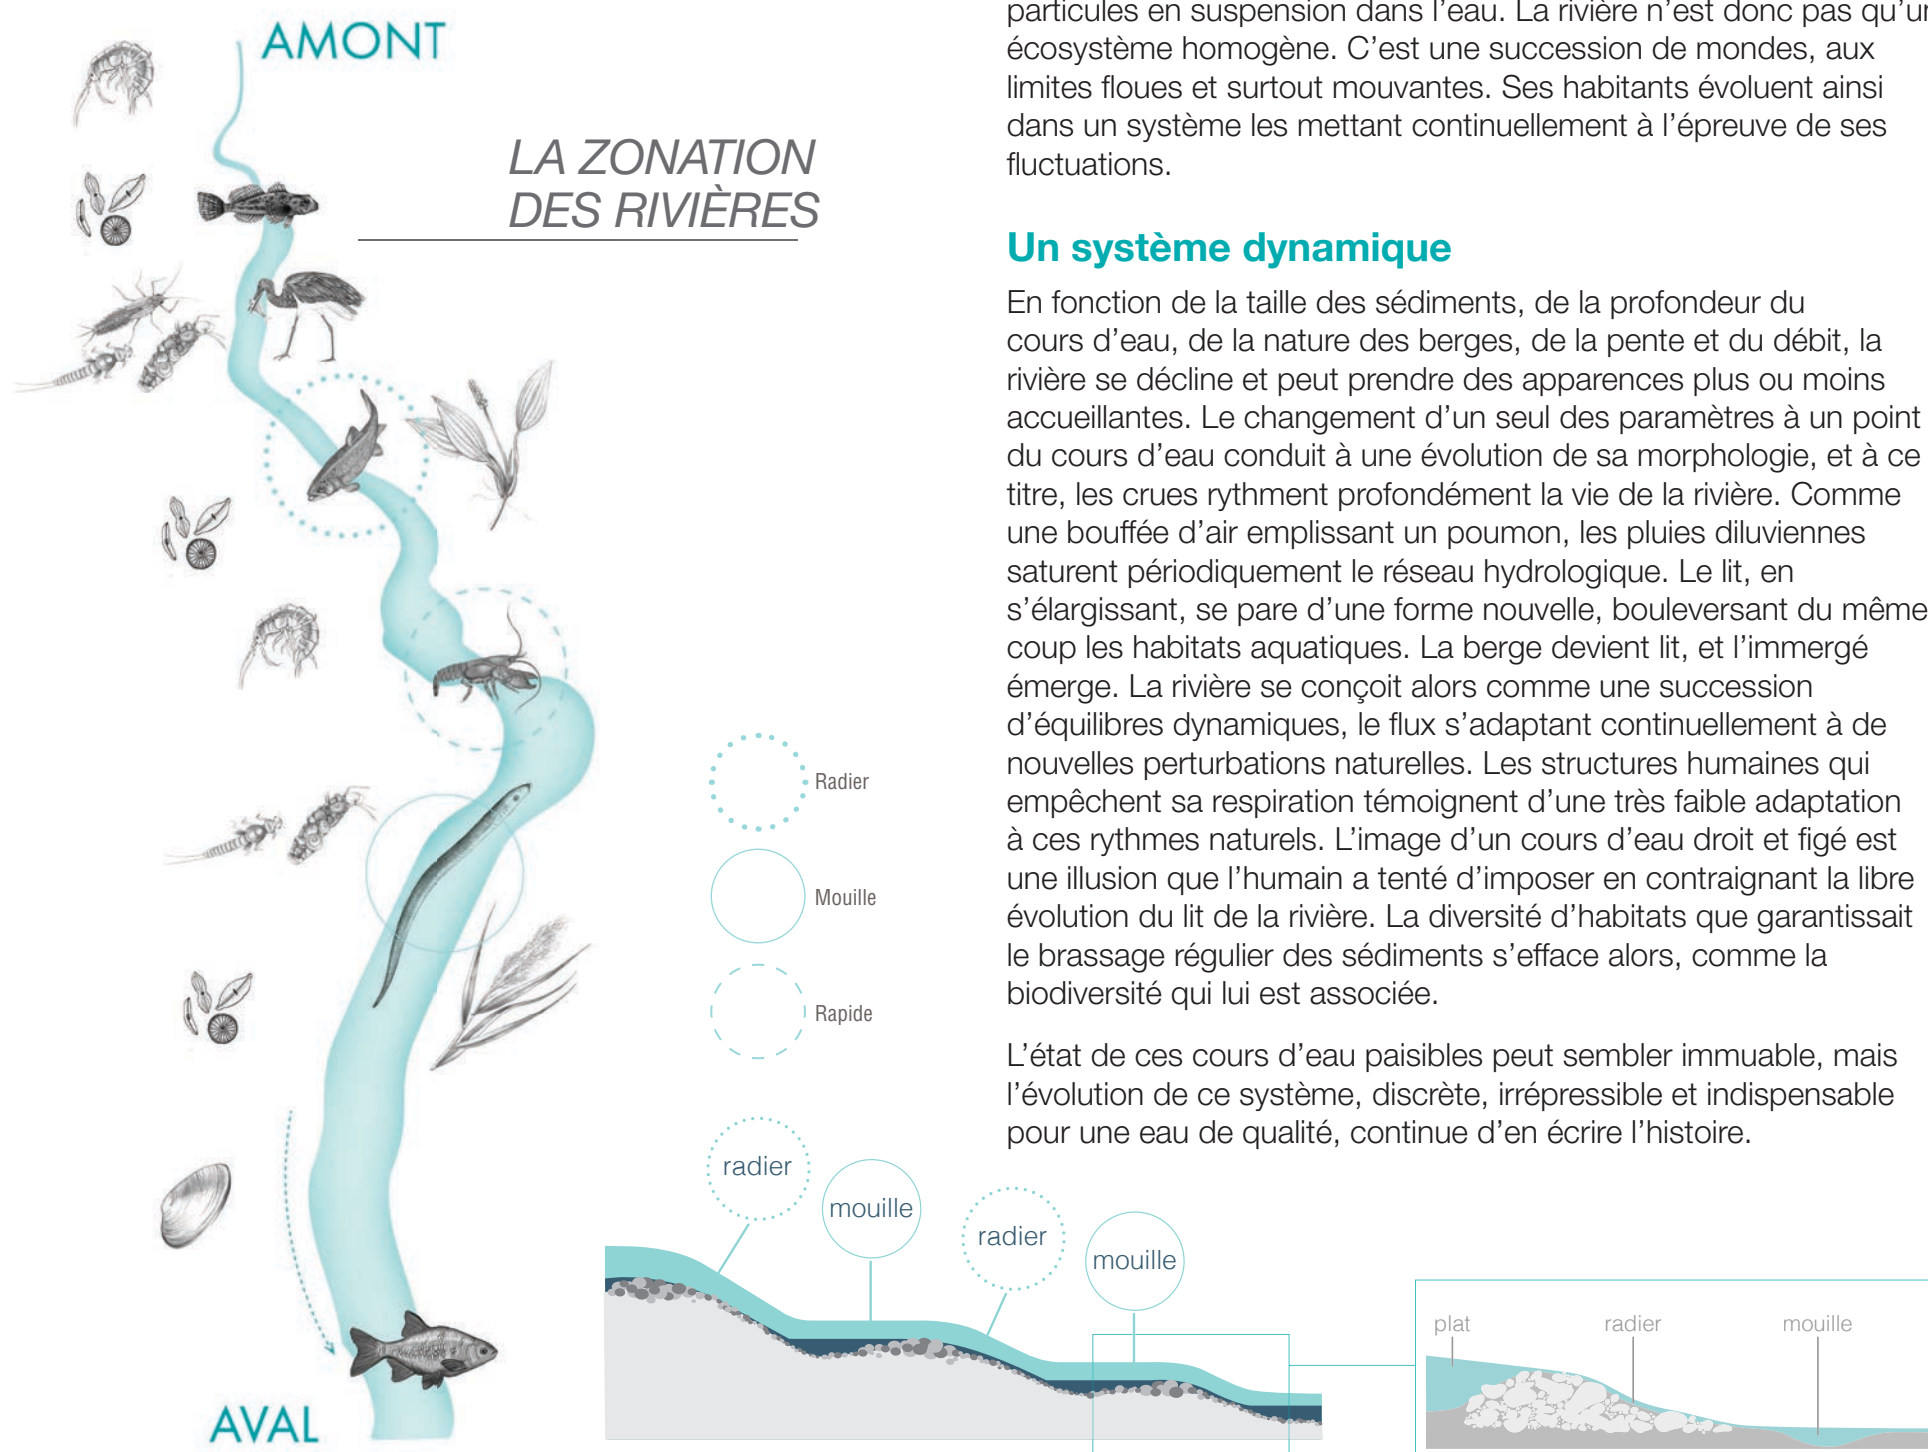 AMONT
LA ZONATION
DES RIVIÈRES
Radier
Mouille
Rapide
AVAL
particules en suspension dans l’eau. La rivière n’est donc pas
écosystème homogène. C’est une succession de mondes, aux
limites floues et surtout mouvantes. Ses habitants évoluent ainsi
dans un système les mettant continuellement à l’épreuve de ses
fluctuations.
Un système dynamique
En fonction de la taille des sédiments, de la profondeur du
cours d’eau, de la nature des berges, de la pente et du débit, la
rivière se décline et peut prendre des apparences plus ou moins
accueillantes. Le changement d’un seul des paramètres à un point
du cours d’eau conduit à une évolution de sa morphologie, et à ce
titre, les crues rythment profondément la vie de la rivière. Comme
une bouffée d’air emplissant un poumon, les pluies diluviennes
saturent périodiquement le réseau hydrologique. Le lit, en
s’élargissant, se pare d’une forme nouvelle, bouleversant du même
coup les habitats aquatiques. La berge devient lit, et l’immergé
émerge. La rivière se conçoit alors comme une succession
d’équilibres dynamiques, le flux s’adaptant continuellement à de
nouvelles perturbations naturelles. Les structures humaines qui
empêchent sa respiration témoignent d’une très faible adaptation
à ces rythmes naturels. L’image d’un cours d’eau droit et figé est
une illusion que l’humain a tenté d’imposer en contraignant la libre
évolution du lit de la rivière. La diversité d’habitats que garantissait
le brassage régulier des sédiments s’efface alors, comme la
biodiversité qui lui est associée.
L’état de ces cours d’eau paisibles peut sembler immuable, mais
l’évolution de ce système, discrète, irrépressible et indispensable
pour une eau de qualité, continue d’en écrire l’histoire.
radier
mouille
radier
mouille
plat
radier
mouille